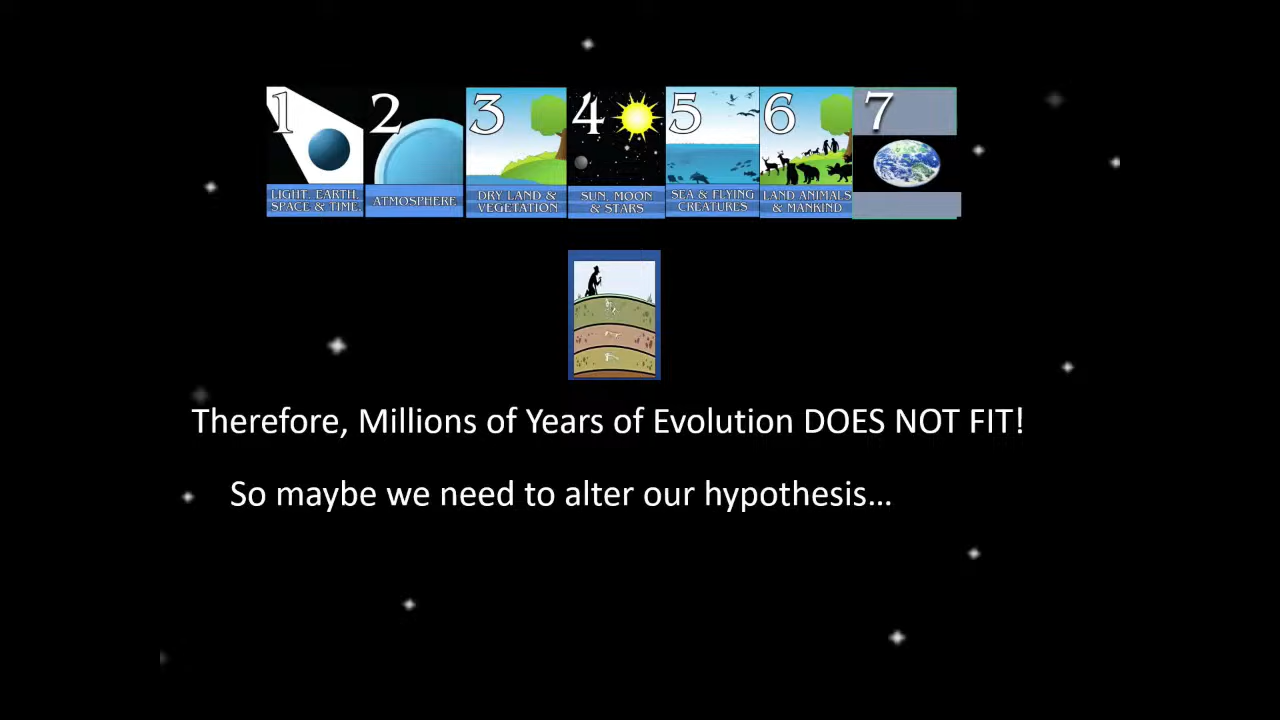 1 2 3 4 5 6 7
LIGHT, EARTH, SPACE & TIME.
ATMOSPHERE
DRY LAND & VEGETATION
SUN, MOON & STARS
SEA & FLYING CREATURES
LAND ANIMALS & MANKIND
Therefore, Millions of Years of Evolution DOES NOT FIT!
So maybe we need to alter our hypothesis…